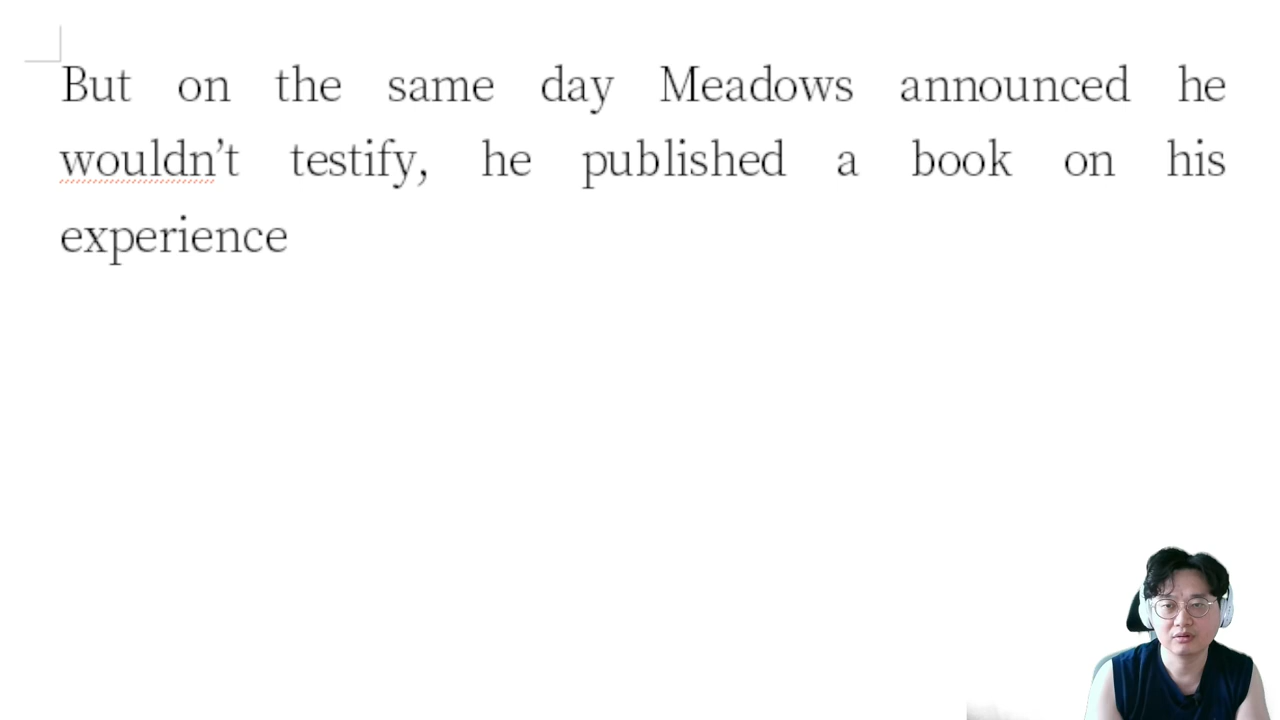 But on the same day Meadows announced he
wouldn’t testify, he published a book on his
experience